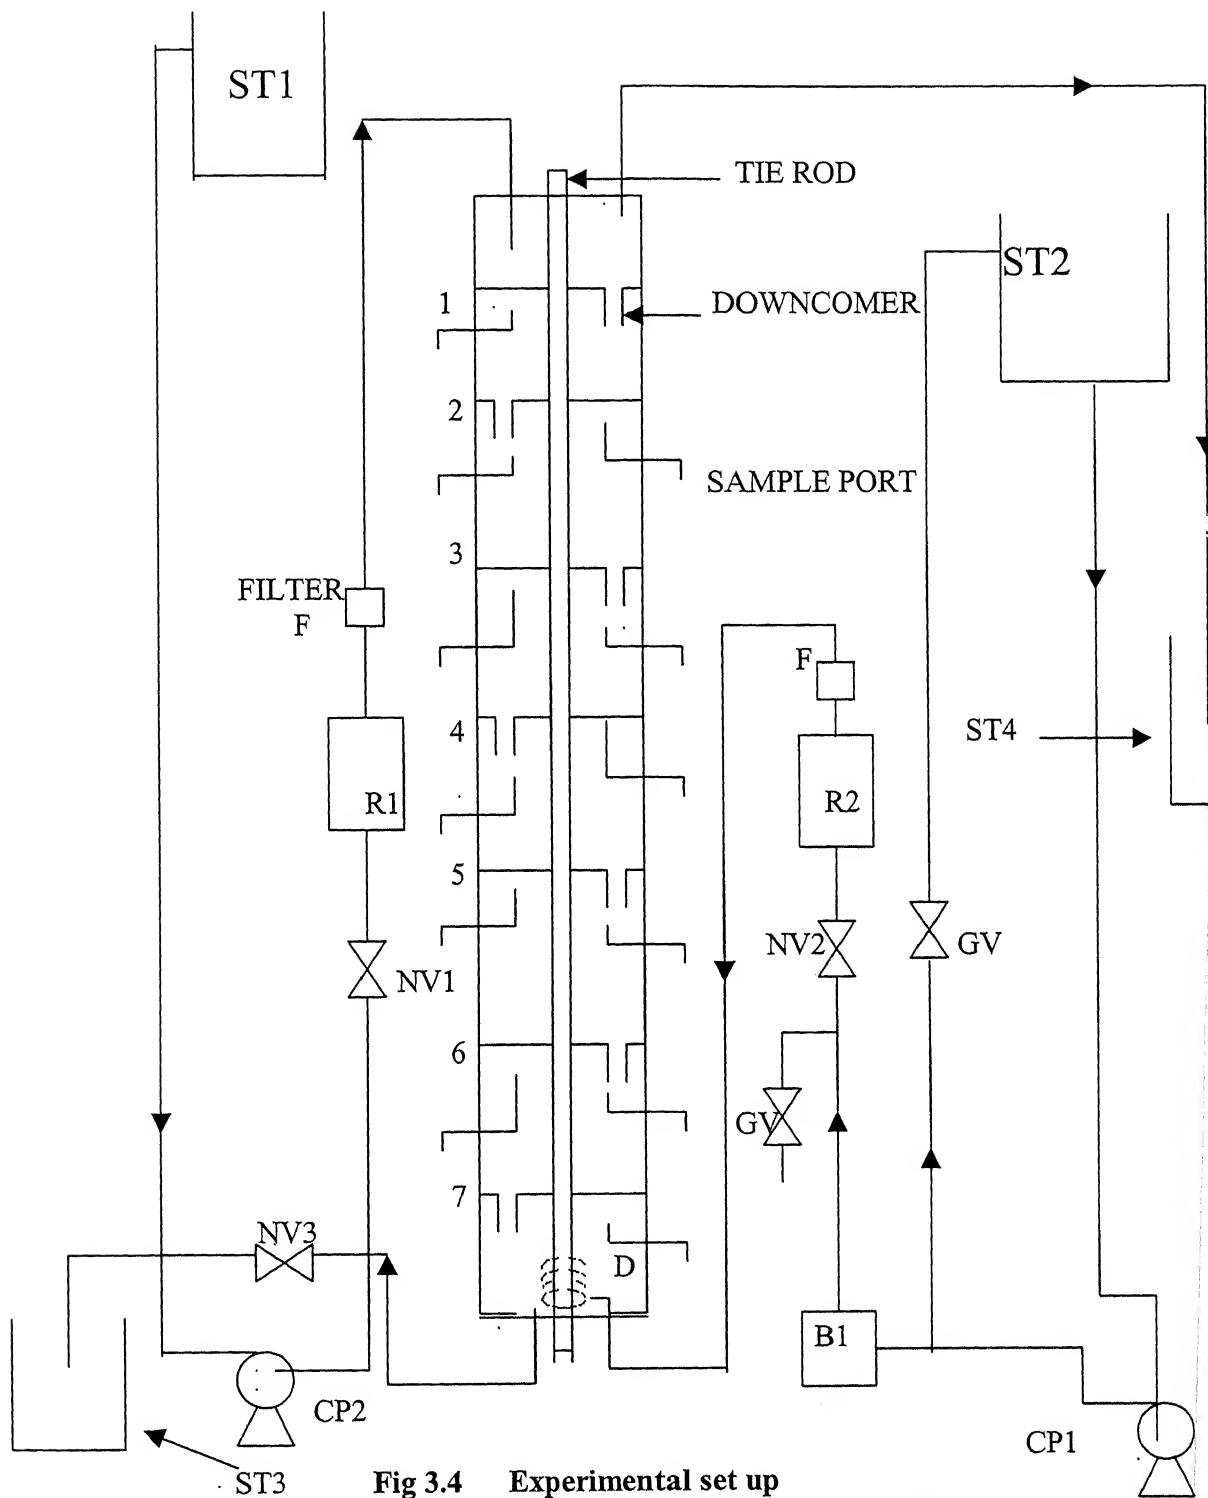 ST1
TIE ROD
ST2
1
DOWNCOMER
2
SAMPLE PORT
3
FILTER
F
F
4
ST4
R1
R2
5
NV2
GV
NV1
6
GV
7
NV3
D
B1
CP2
CP1
ST3
Fig 3.4 Experimental set up